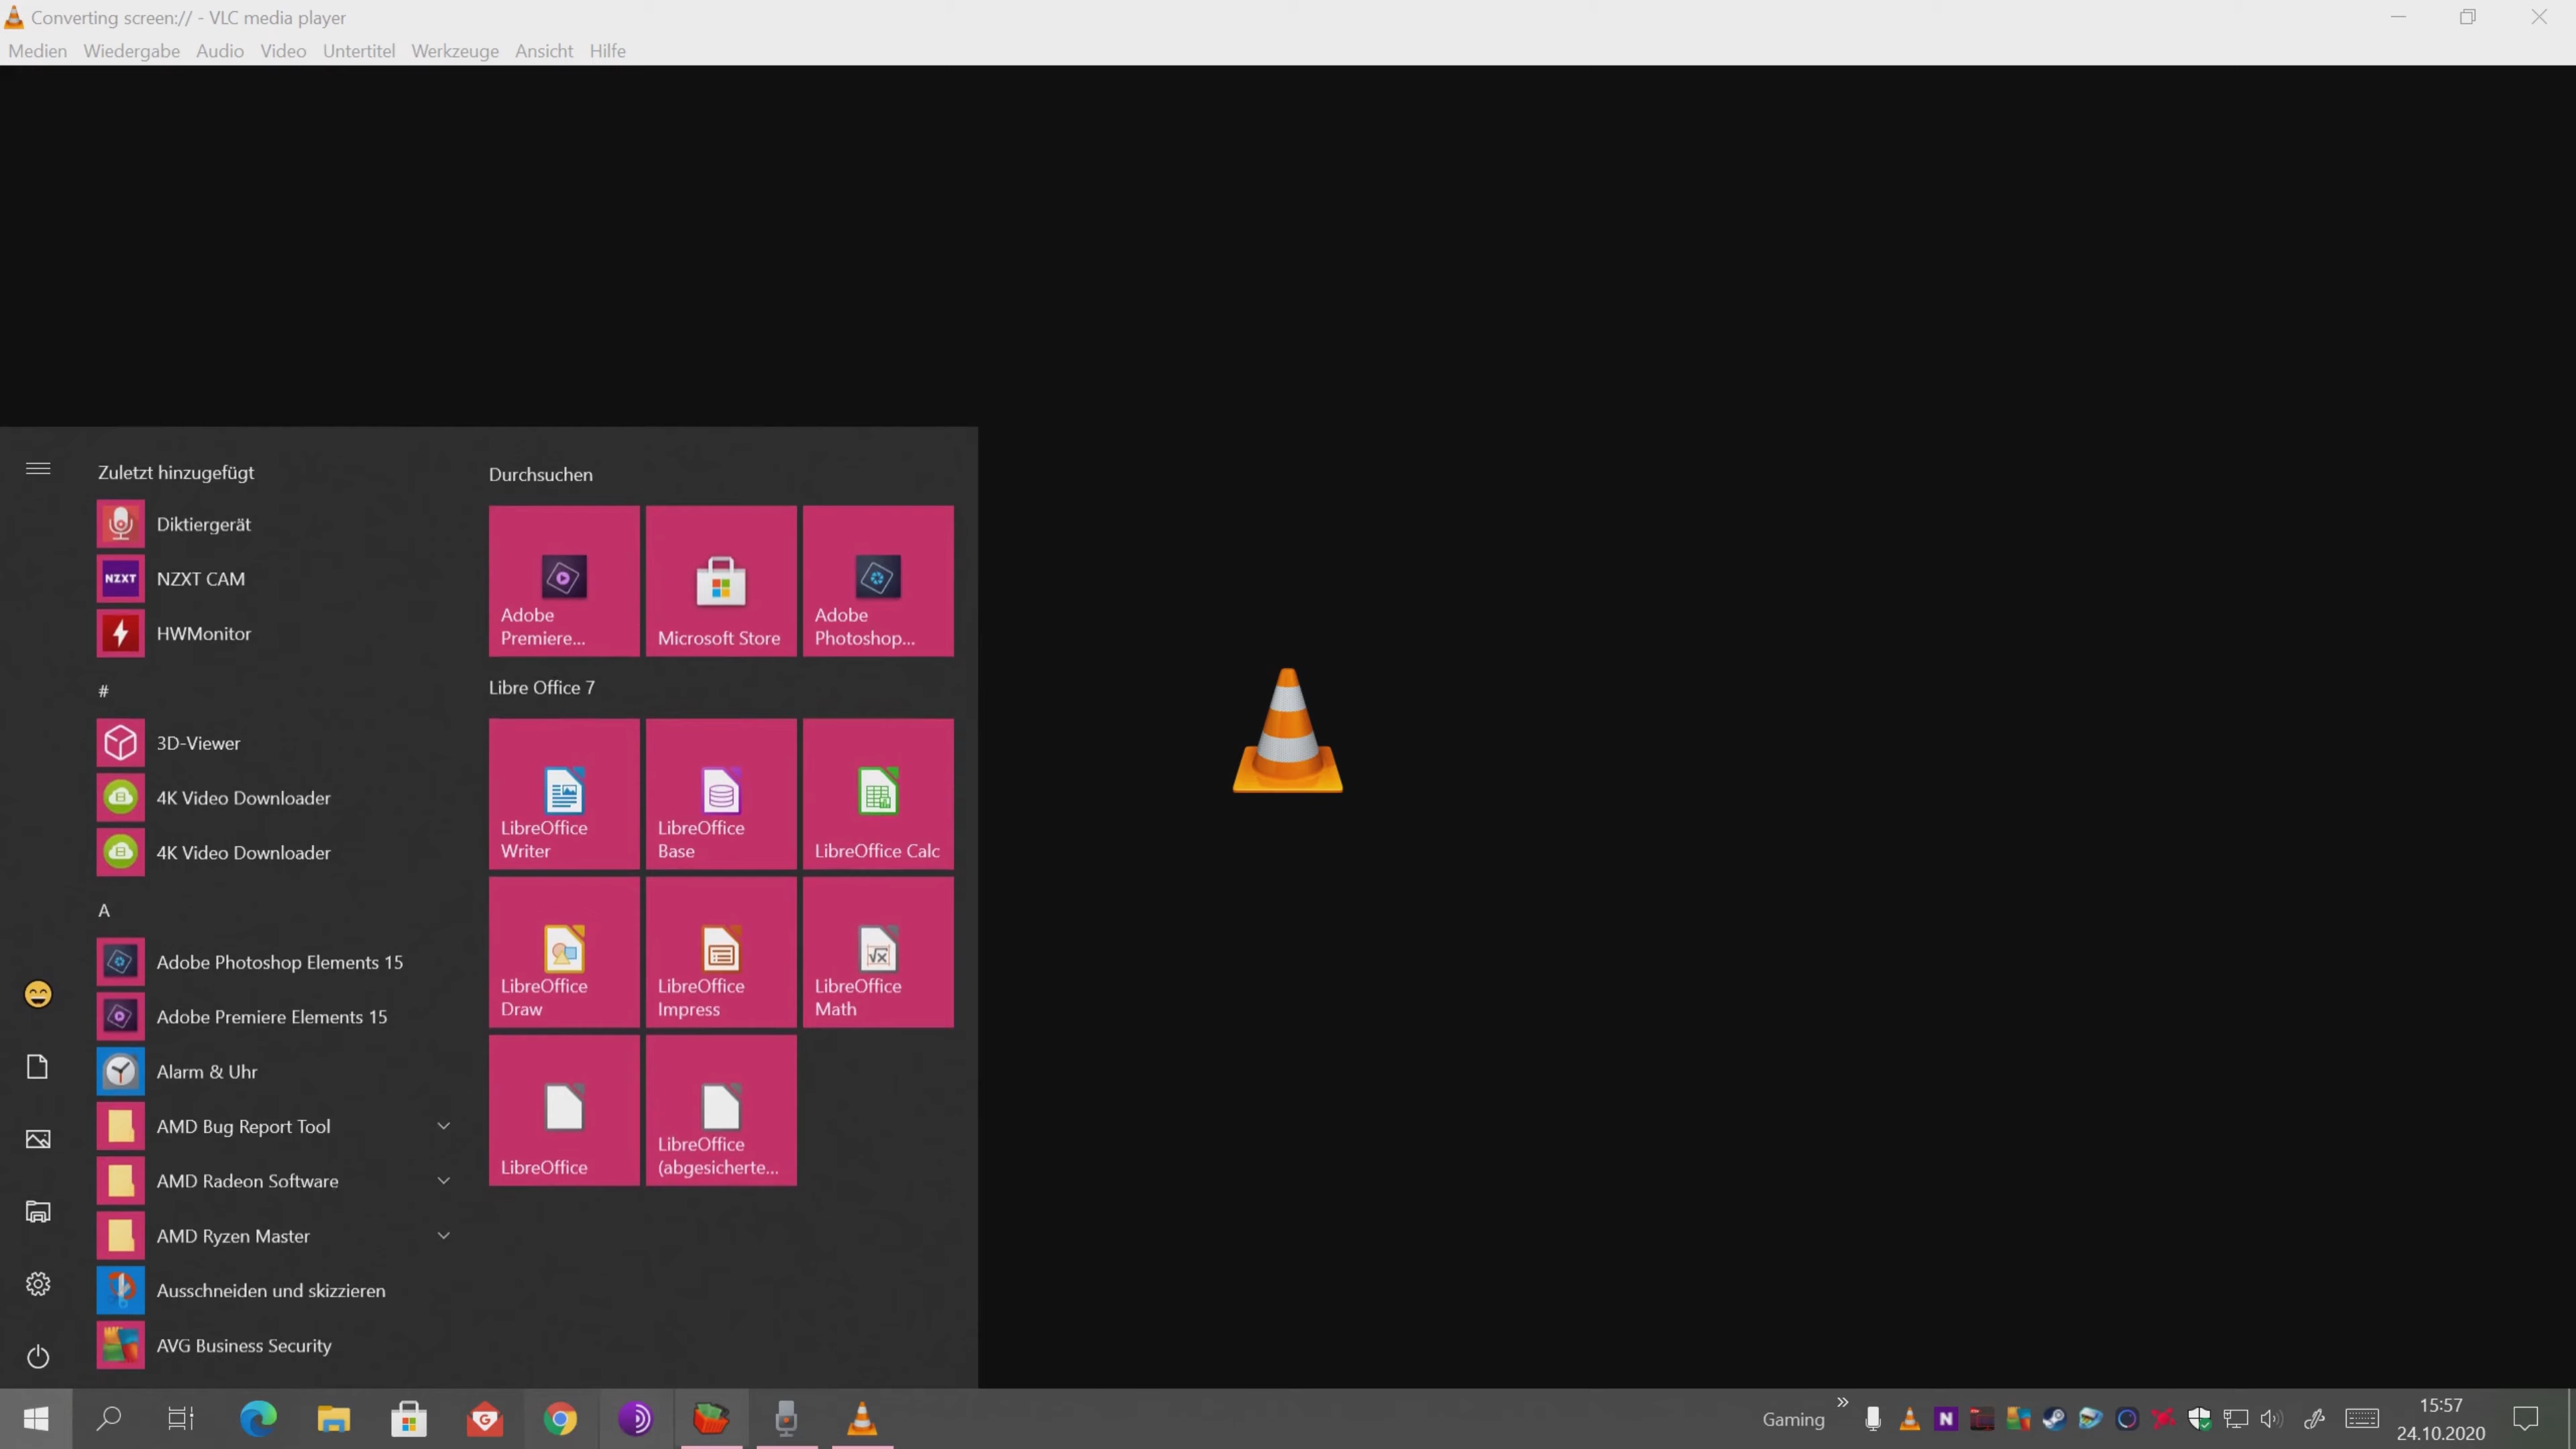 Converting screen:// - VLC media player
Medien Wiedergabe Audio Video Untertitel Werkzeuge Ansicht Hilfe
Zuletzt hinzugefügt
Diktiergerät
NZXT
NZXT CAM
HWMonitor
#
3D-Viewer
4K Video Downloader
4K Video Downloader
A
Adobe Photoshop Elements 15
Adobe Premiere Elements 15
Alarm & Uhr
AMD Bug Report Tool
AMD Radeon Software
AMD Ryzen Master
Ausschneiden und skizzieren
AVG Business Security
Durchsuchen
Adobe
Premiere...
Microsoft Store
Adobe
Photoshop...
Libre Office 7
LibreOffice
Writer
LibreOffice
Base
LibreOffice Calc
LibreOffice
Draw
LibreOffice
Impress
LibreOffice
Math
LibreOffice
LibreOffice
(abgesicherte...
G
Gaming
N
15:57
24.10.2020